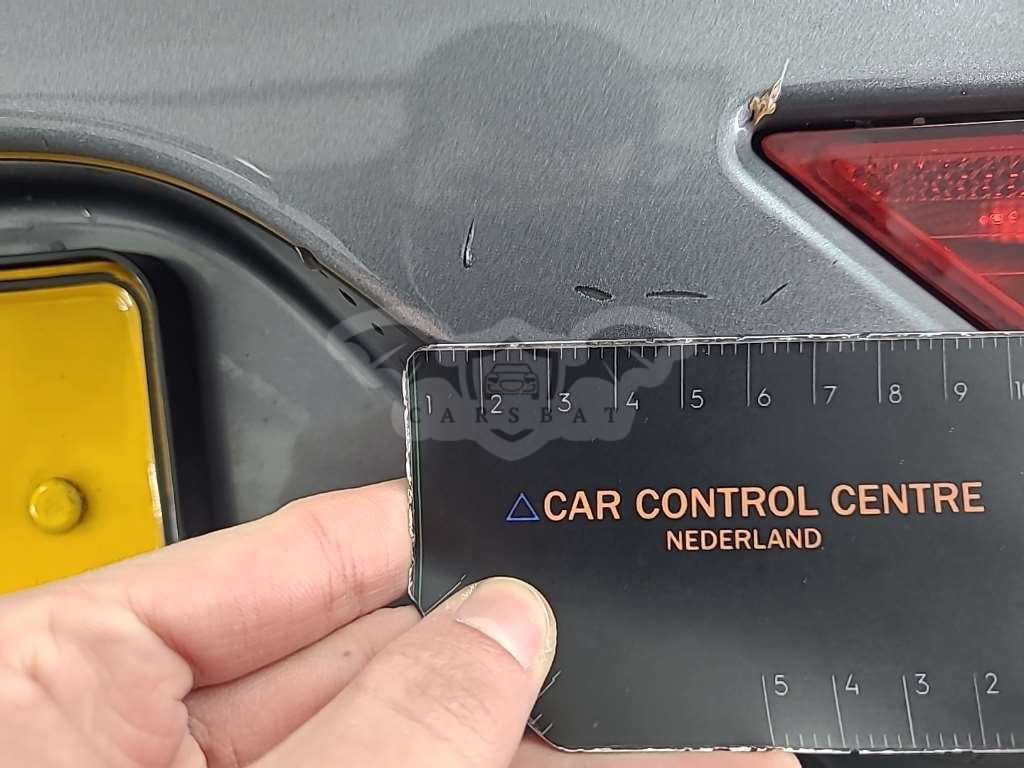 1 2 3 4 5 6 7 8 9 10
CARSBAT
CAR CONTROL CENTRE
NEDERLAND
5 4 3 2